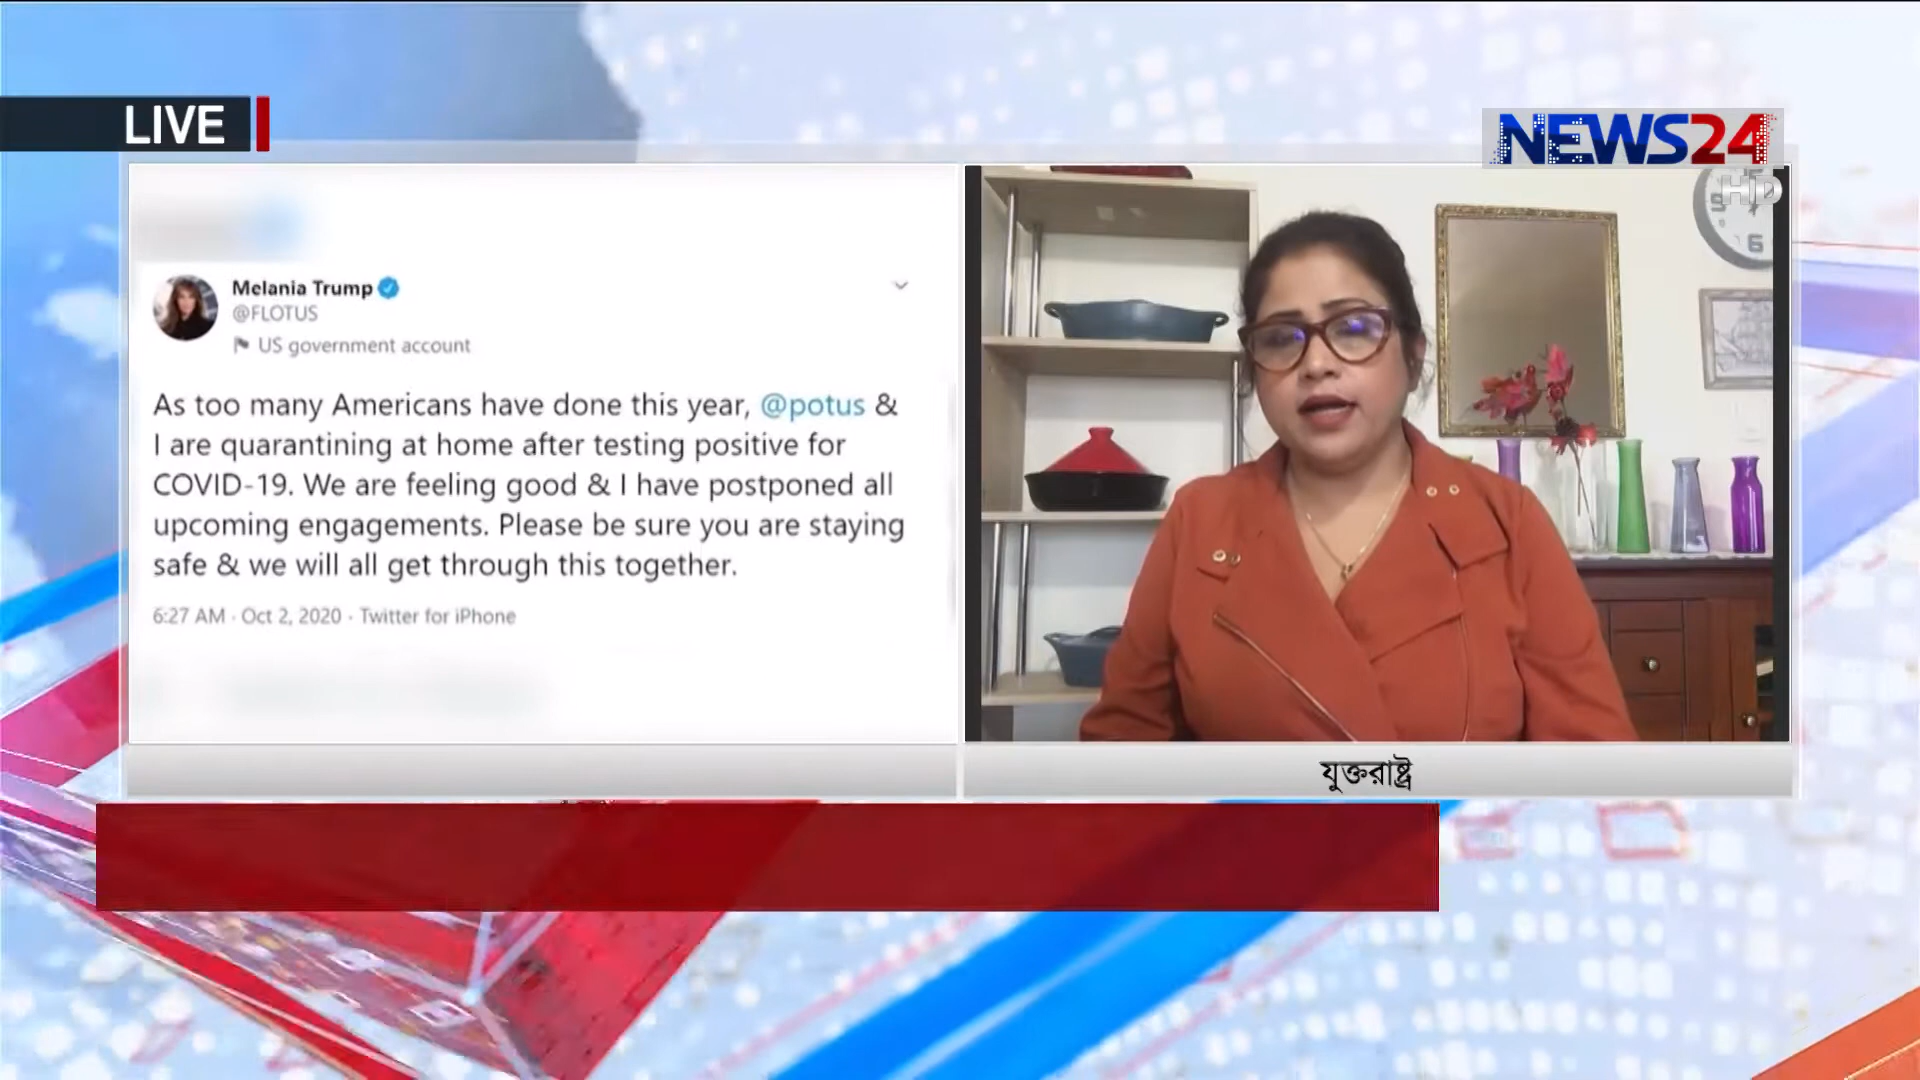 LIVE
NEWS24
HD
Melania Trump
@FLOTUS
US government account
As too many Americans have done this year, @potus &
I are quarantining at home after testing positive for
COVID-19. We are feeling good & I have postponed all
upcoming engagements. Please be sure you are staying
safe & we will all get through this together.
6:27 AM · Oct 2, 2020 · Twitter for iPhone
যুক্তরাষ্ট্র